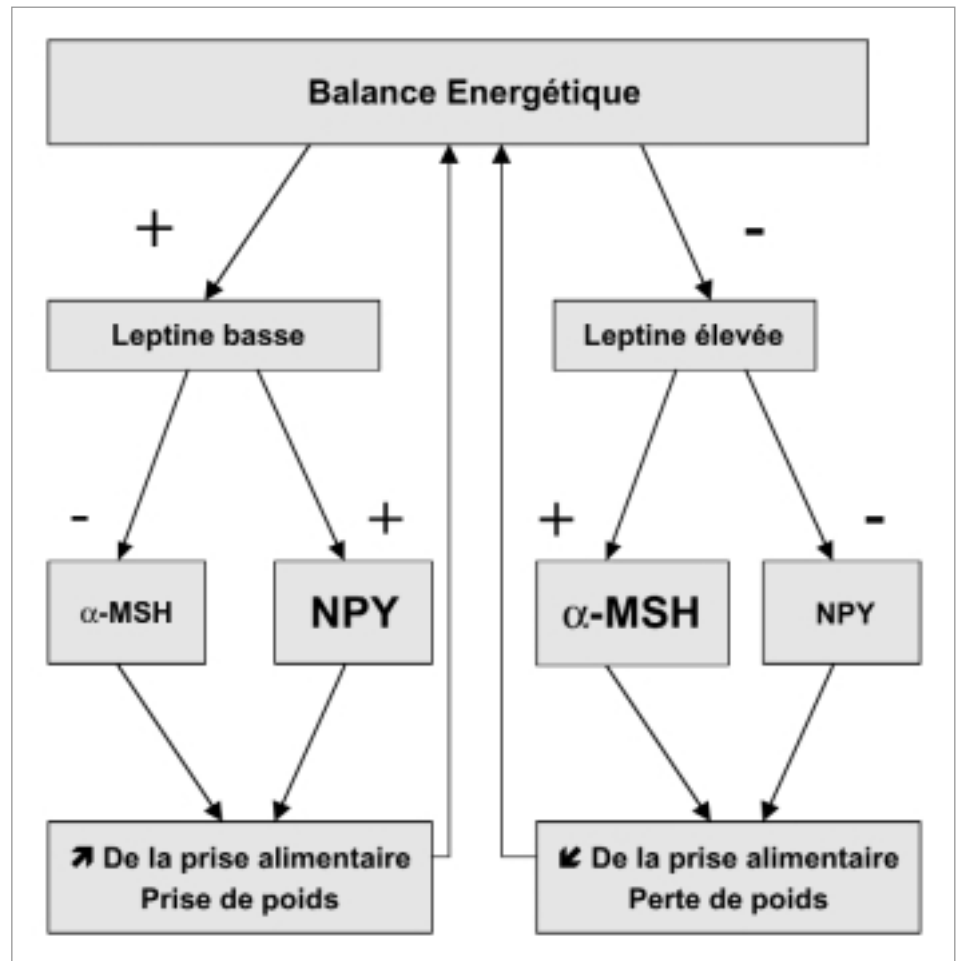 Balance Energétique
+
-
Leptine basse
Leptine élevée
-
+
+
-
α-MSH
NPY
α-MSH
NPY
↗ De la prise alimentaire
Prise de poids
↙ De la prise alimentaire
Perte de poids